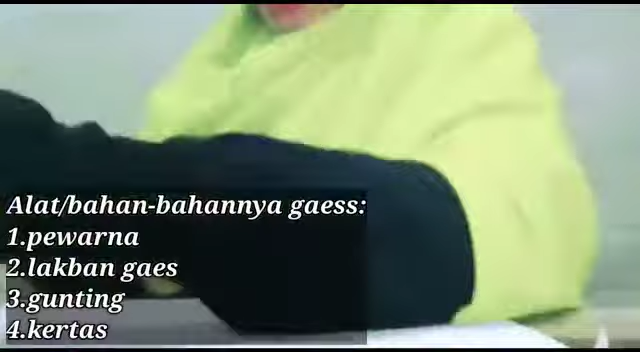 Alat/bahan-bahannya gaess:
1.pewarna
2.lakban gaes
3.gunting
4.kertas